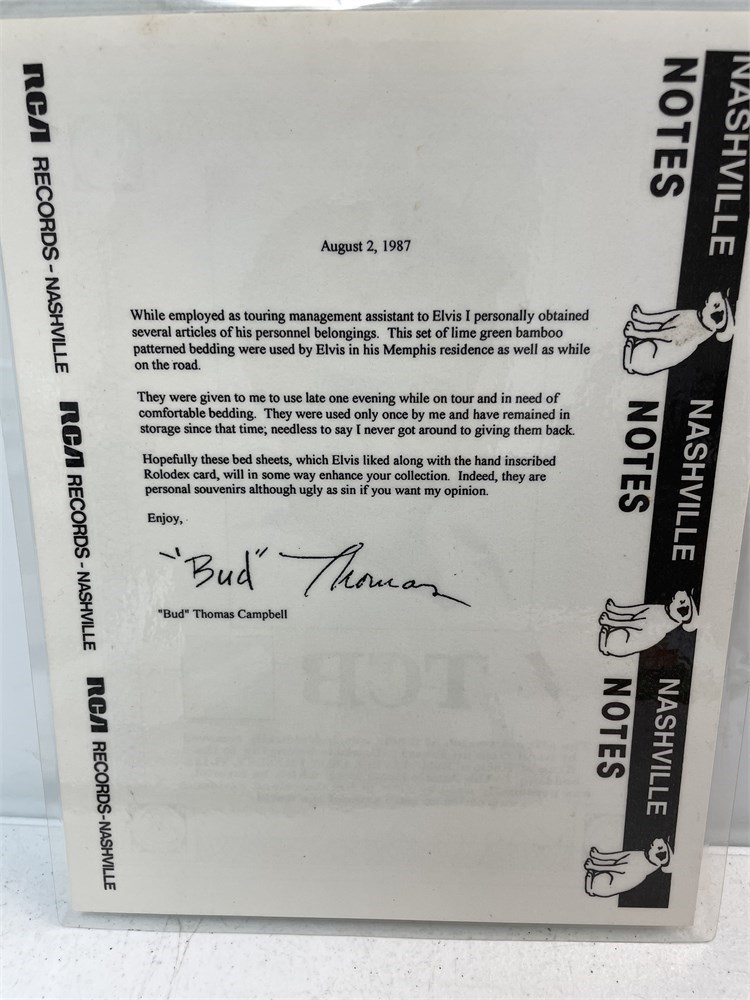 RCA RECORDS - NASHVILLE
RCA RECORDS - NASHVILLE
RCA RECORDS-NASHVILLE
NASHVILLE
NOTES
NASHVILLE
NOTES
NASHVILLE
NOTES
August 2, 1987
While employed as touring management assistant to Elvis I personally obtained
several articles of his personnel belongings. This set of lime green bamboo
patterned bedding were used by Elvis in his Memphis residence as well as while
on the road.
They were given to me to use late one evening while on tour and in need of
comfortable bedding. They were used only once by me and have remained in
storage since that time; needless to say I never got around to giving them back.
Hopefully these bed sheets, which Elvis liked along with the hand inscribed
Rolodex card, will in some way enhance your collection. Indeed, they are
personal souvenirs although ugly as sin if you want my opinion.
Enjoy,
"Bud" Thomas
"Bud" Thomas Campbell
TCB